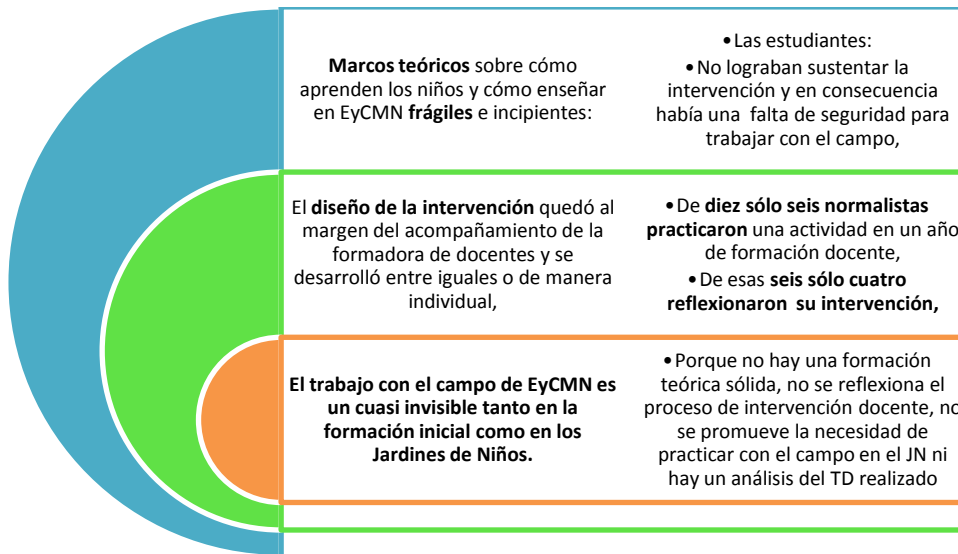 Marcos teóricos sobre cómo
aprenden los niños y cómo enseñar
en EyCMN frágiles e incipientes:
•Las estudiantes:
•No lograban sustentar la
intervención y en consecuencia
había una falta de seguridad para
trabajar con el campo,
El diseño de la intervención quedó al
margen del acompañamiento de la
formadora de docentes y se
desarrolló entre iguales o de manera
individual,
•De diez sólo seis normalistas
practicaron una actividad en un año
de formación docente,
•De esas seis sólo cuatro
reflexionaron su intervención,
El trabajo con el campo de EyCMN es
un cuasi invisible tanto en la
formación inicial como en los
Jardines de Niños.
•Porque no hay una formación
teórica sólida, no se reflexiona el
proceso de intervención docente, no
se promueve la necesidad de
practicar con el campo en el JN ni
hay un análisis del TD realizado